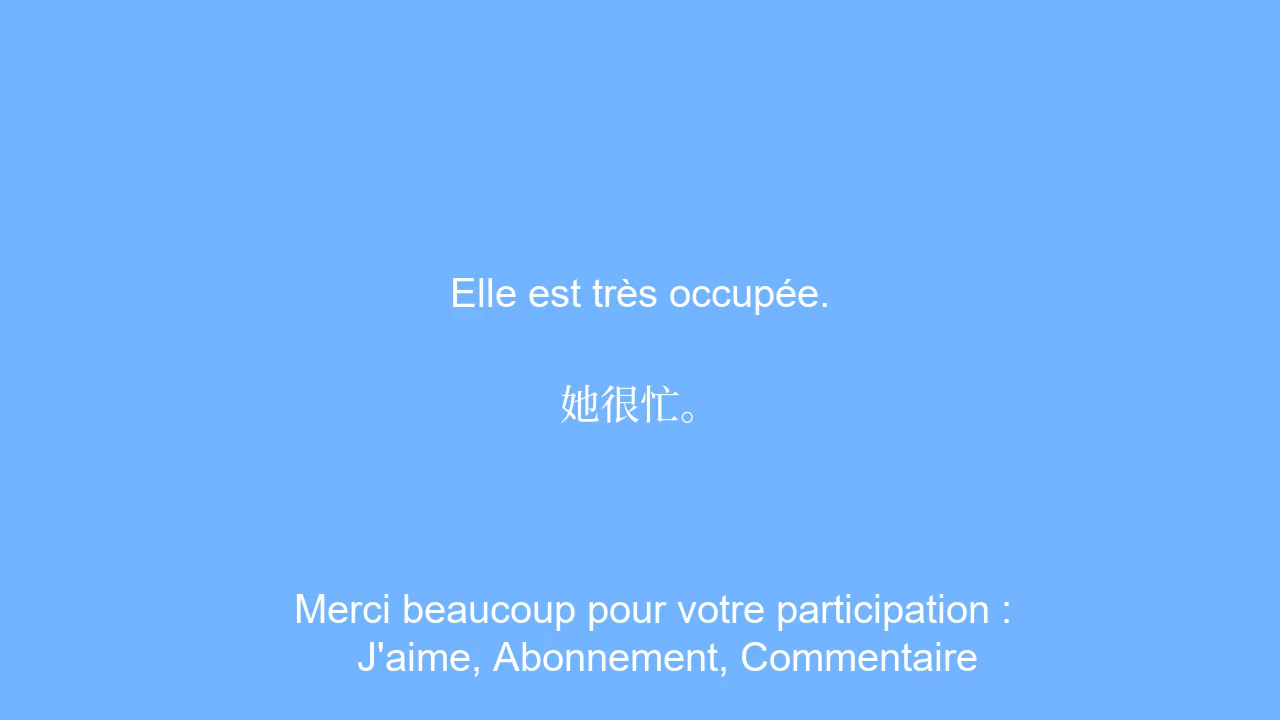 Elle est très occupée.
她很忙。
Merci beaucoup pour votre participation :
J'aime, Abonnement, Commentaire